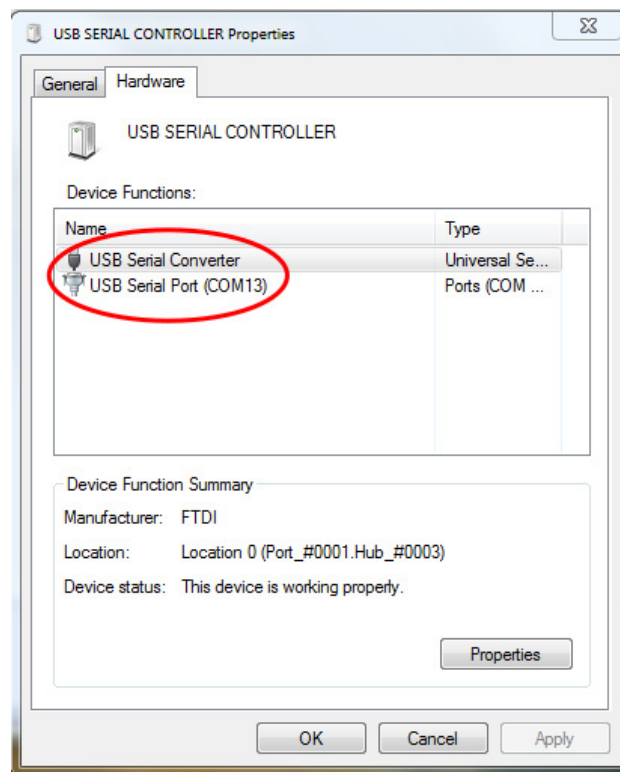 USB SERIAL CONTROLLER Properties
General Hardware
USB SERIAL CONTROLLER
Device Functions:
Name Type
USB Serial Converter Universal Se...
USB Serial Port (COM13) Ports (COM ...
Device Function Summary
Manufacturer: FTDI
Location: Location 0 (Port_#0001.Hub_#0003)
Device status: This device is working properly.
Properties
OK Cancel Apply